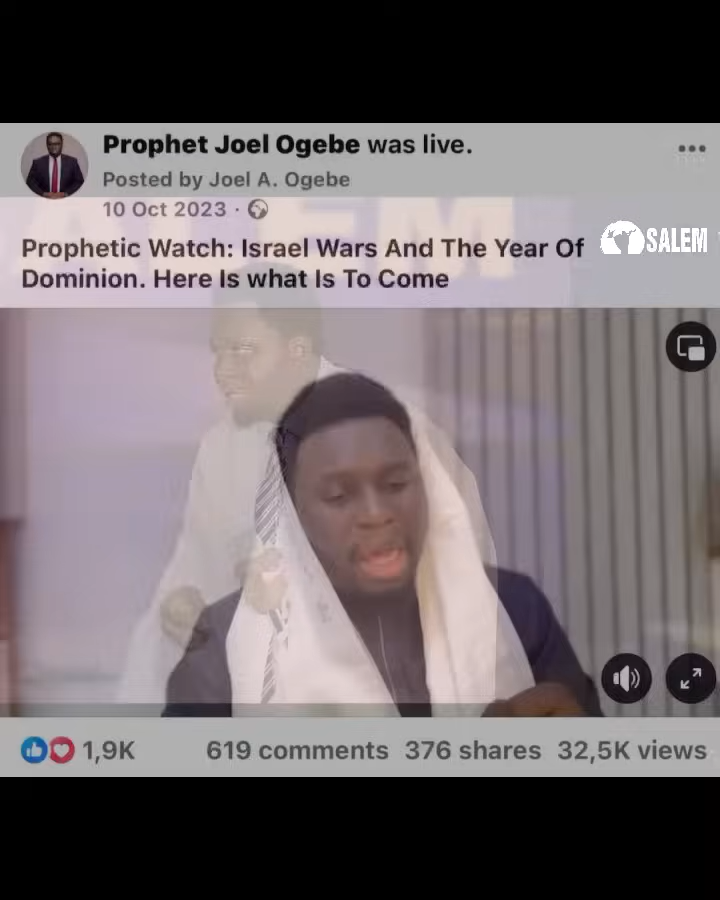 Prophet Joel Ogebe was live.
Posted by Joel A. Ogebe
10 Oct 2023 ·
SALEM
Prophetic Watch: Israel Wars And The Year Of
Dominion. Here Is what Is To Come
1,9K 619 comments 376 shares 32,5K views